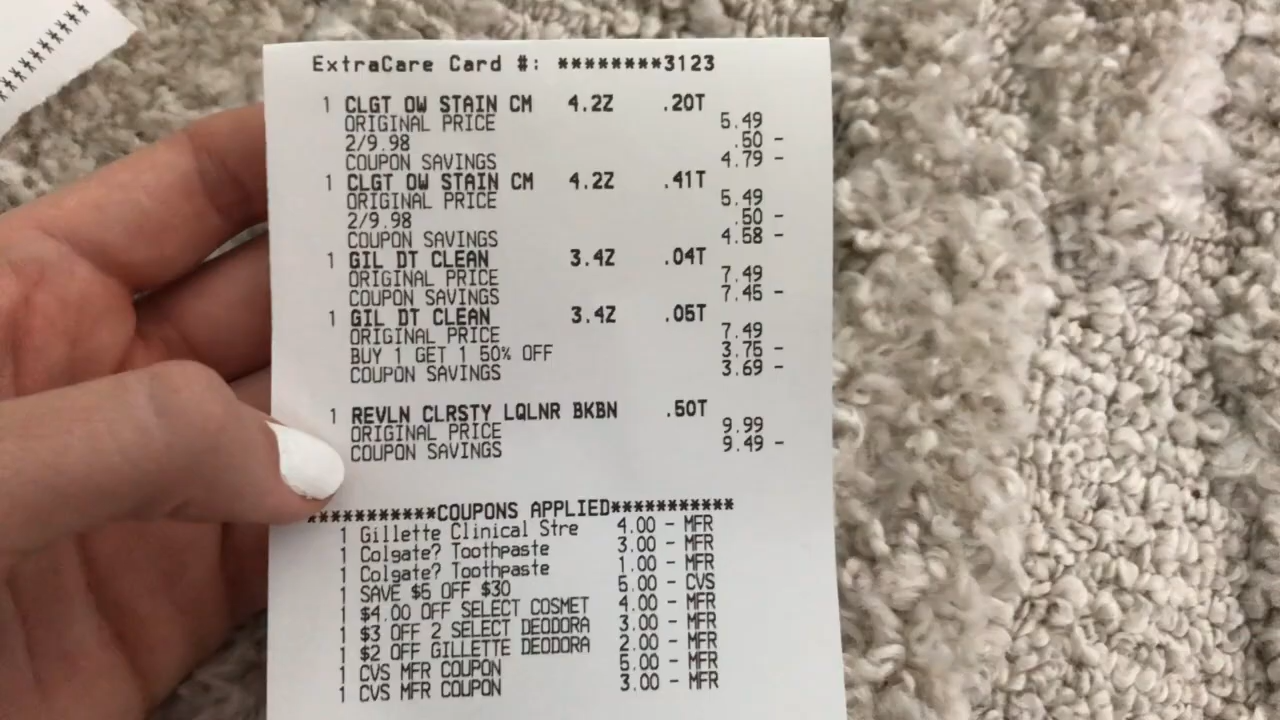 ExtraCare Card #: ********3123
1 CLGT OW STAIN CM 4.2Z .20T
ORIGINAL PRICE 5.49
2/9.98 .50 -
COUPON SAVINGS 4.79 -
1 CLGT OW STAIN CM 4.2Z .41T
ORIGINAL PRICE 5.49
2/9.98 .50 -
COUPON SAVINGS 4.58 -
1 GIL DT CLEAN 3.4Z .04T
ORIGINAL PRICE 7.49
COUPON SAVINGS 7.45 -
1 GIL DT CLEAN 3.4Z .05T
ORIGINAL PRICE 7.49
BUY 1 GET 1 50% OFF 3.75 -
COUPON SAVINGS 3.69 -
1 REVLN CLRSTY LQLNR BKBN .50T
ORIGINAL PRICE 9.99
COUPON SAVINGS 9.49 -
***********COUPONS APPLIED***********
1 Gillette Clinical Stre 4.00 - MFR
1 Colgate? Toothpaste 3.00 - MFR
1 Colgate? Toothpaste 1.00 - MFR
1 SAVE $5 OFF $30 5.00 - CVS
1 $4.00 OFF SELECT COSMET 4.00 - MFR
1 $3 OFF 2 SELECT DEODORA 3.00 - MFR
1 $2 OFF GILLETTE DEODORA 2.00 - MFR
1 CVS MFR COUPON 5.00 - MFR
1 CVS MFR COUPON 3.00 - MFR